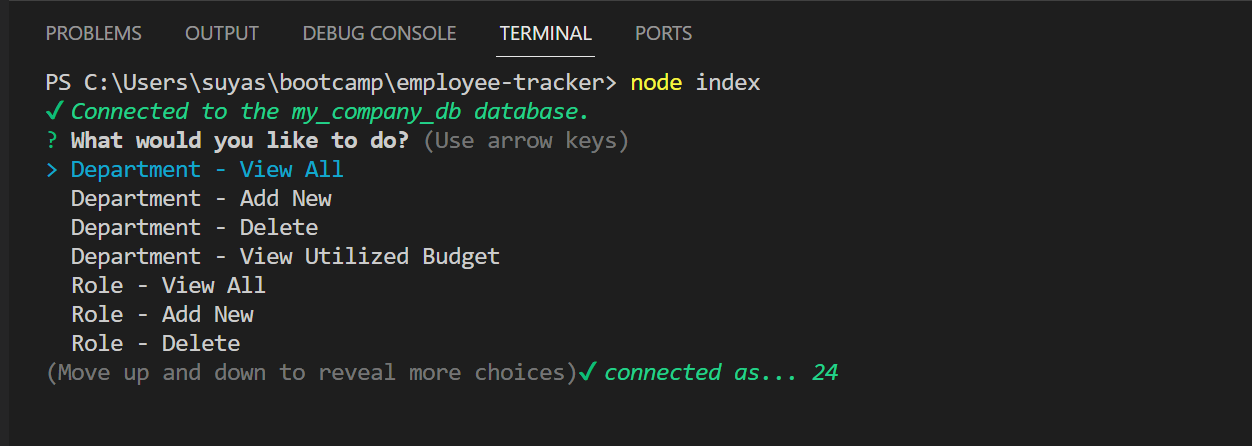 PROBLEMS OUTPUT DEBUG CONSOLE TERMINAL PORTS
PS C:\Users\suyas\bootcamp\employee-tracker> node index
✓ Connected to the my_company_db database.
? What would you like to do? (Use arrow keys)
> Department - View All
Department - Add New
Department - Delete
Department - View Utilized Budget
Role - View All
Role - Add New
Role - Delete
(Move up and down to reveal more choices)✓ connected as... 24